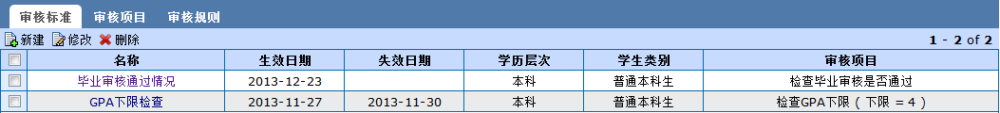 审核标准 审核项目 审核规则
新建 修改 删除 1 - 2 of 2
名称 生效日期 失效日期 学历层次 学生类别 审核项目
毕业审核通过情况 2013-12-23 本科 普通本科生 检查毕业审核是否通过
GPA下限检查 2013-11-27 2013-11-30 本科 普通本科生 检查GPA下限 ( 下限 = 4 )